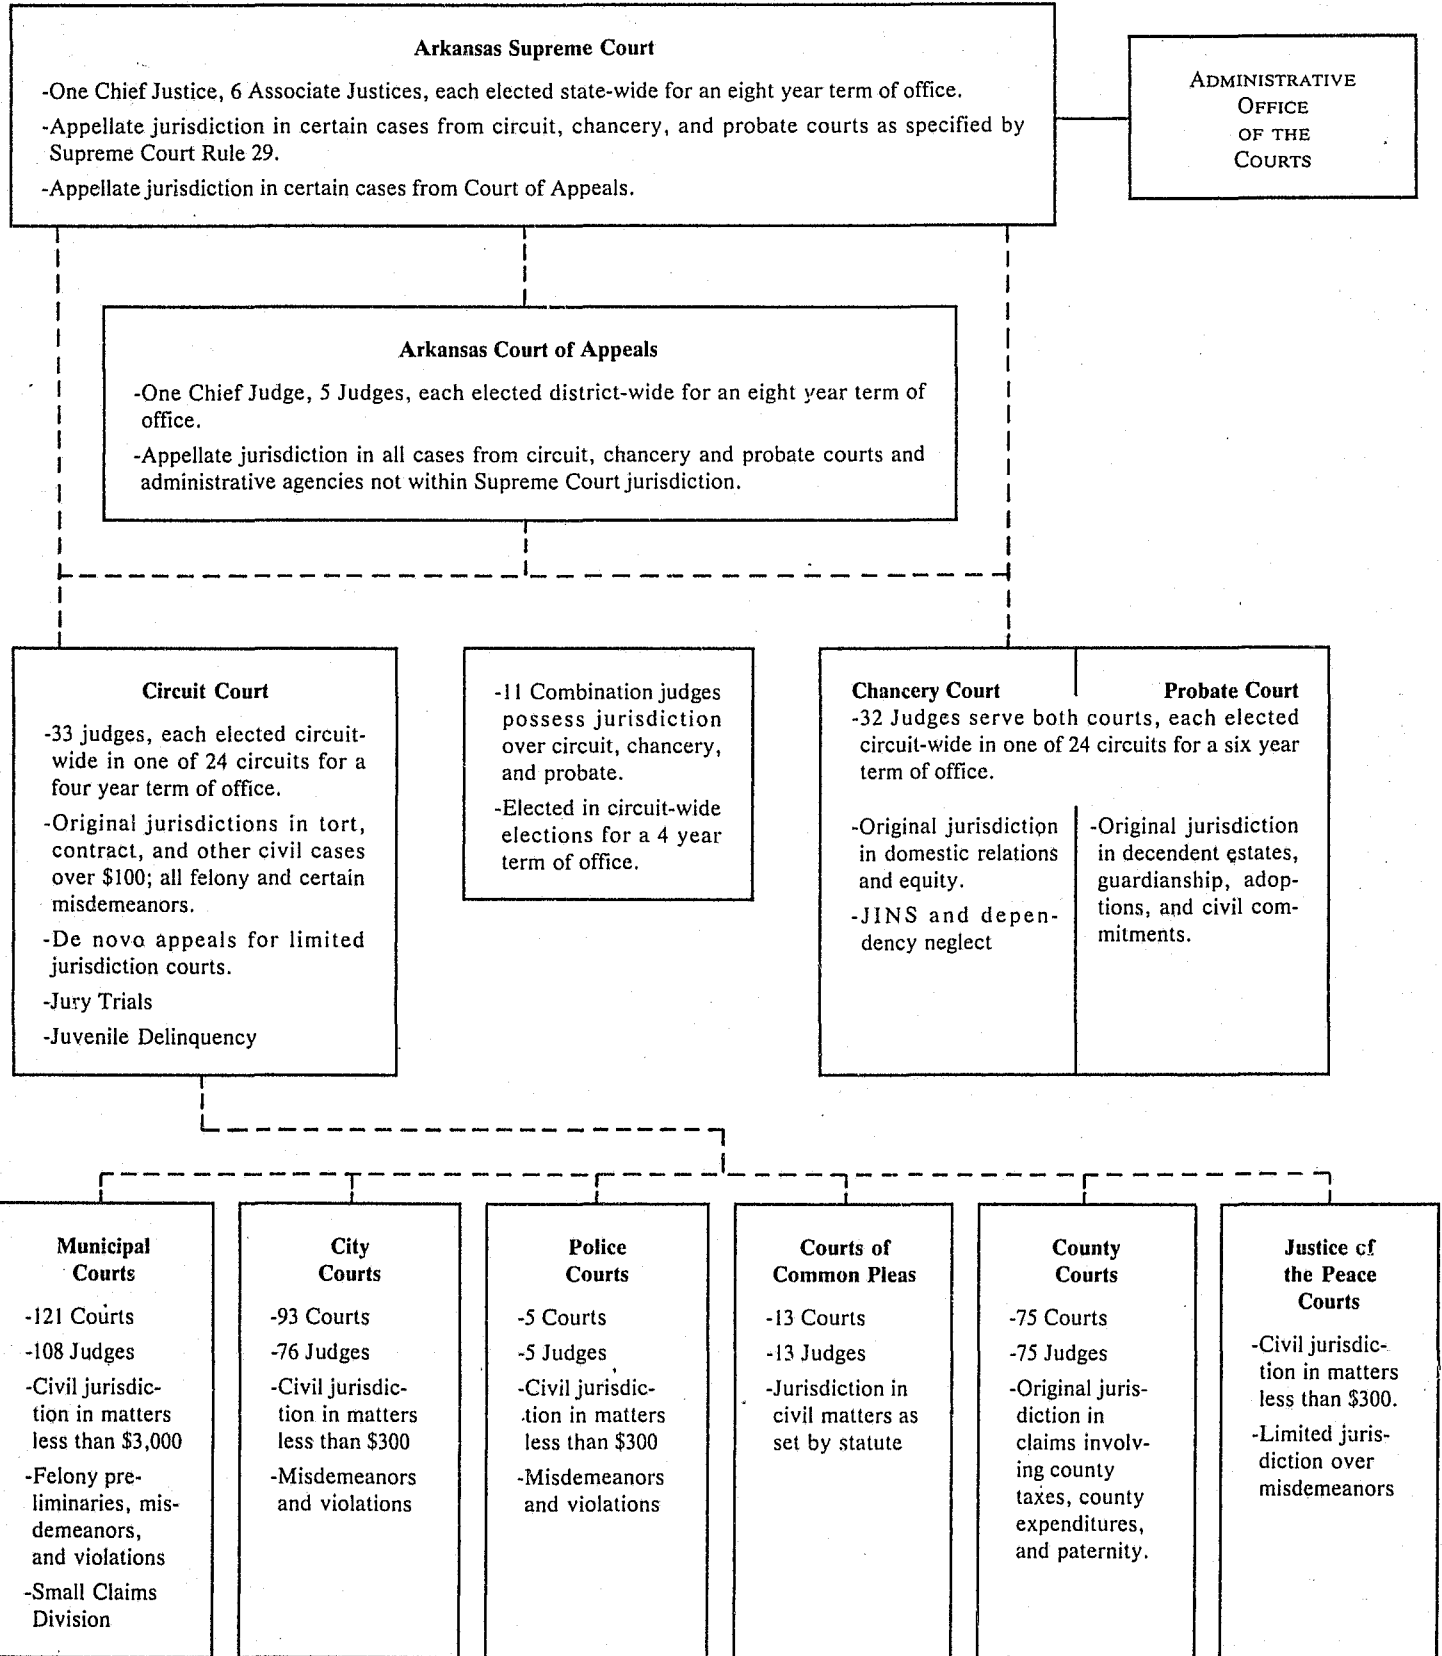 Arkansas Supreme Court
-One Chief Justice, 6 Associate Justices, each elected state-wide for an eight year term of office.
-Appellate jurisdiction in certain cases from circuit, chancery, and probate courts as specified by
Supreme Court Rule 29.
-Appellate jurisdiction in certain cases from Court of Appeals.
ADMINISTRATIVE
OFFICE
OF THE
COURTS
Arkansas Court of Appeals
-One Chief Judge, 5 Judges, each elected district-wide for an eight year term of
office.
-Appellate jurisdiction in all cases from circuit, chancery and probate courts and
administrative agencies not within Supreme Court jurisdiction.
Circuit Court
-33 judges, each elected circuit-
wide in one of 24 circuits for a
four year term of office.
-Original jurisdictions in tort,
contract, and other civil cases
over $100; all felony and certain
misdemeanors.
-De novo appeals for limited
jurisdiction courts.
-Jury Trials
-Juvenile Delinquency
-11 Combination judges
possess jurisdiction
over circuit, chancery,
and probate.
-Elected in circuit-wide
elections for a 4 year
term of office.
Chancery Court
Probate Court
-32 Judges serve both courts, each elected
circuit-wide in one of 24 circuits for a six year
term of office.
-Original jurisdiction
in domestic relations
and equity.
-JINS and depen-
dency neglect
-Original jurisdiction
in decendent estates,
guardianship, adop-
tions, and civil com-
mitments.
Municipal
Courts
-121 Courts
-108 Judges
-Civil jurisdic-
tion in matters
less than $3,000
-Felony pre-
liminaries, mis-
demeanors,
and violations
-Small Claims
Division
City
Courts
-93 Courts
-76 Judges
-Civil jurisdic-
tion in matters
less than $300
-Misdemeanors
and violations
Police
Courts
-5 Courts
-5 Judges
-Civil jurisdic-
tion in matters
less than $300
-Misdemeanors
and violations
Courts of
Common Pleas
-13 Courts
-13 Judges
-Jurisdiction in
civil matters as
set by statute
County
Courts
-75 Courts
-75 Judges
-Original juris-
diction in
claims involv-
ing county
taxes, county
expenditures,
and paternity.
Justice of
the Peace
Courts
-Civil jurisdic-
tion in matters
less than $300.
-Limited juris-
diction over
misdemeanors